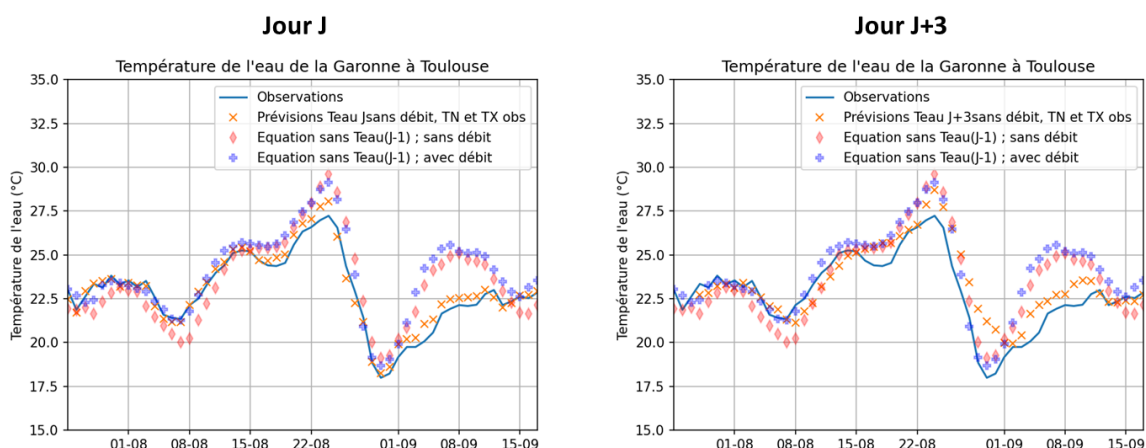 Jour J
Température de l'eau de la Garonne à Toulouse
Température de l'eau (°C)
35.0
32.5
30.0
27.5
25.0
22.5
20.0
17.5
15.0
Observations
Prévisions Teau Jsans débit, TN et TX obs
Equation sans Teau(J-1) ; sans débit
Equation sans Teau(J-1) ; avec débit
01-08 08-08 15-08 22-08 01-09 08-09 15-09
Jour J+3
Température de l'eau de la Garonne à Toulouse
Température de l'eau (°C)
35.0
32.5
30.0
27.5
25.0
22.5
20.0
17.5
15.0
Observations
Prévisions Teau J+3sans débit, TN et TX obs
Equation sans Teau(J-1) ; sans débit
Equation sans Teau(J-1) ; avec débit
01-08 08-08 15-08 22-08 01-09 08-09 15-09